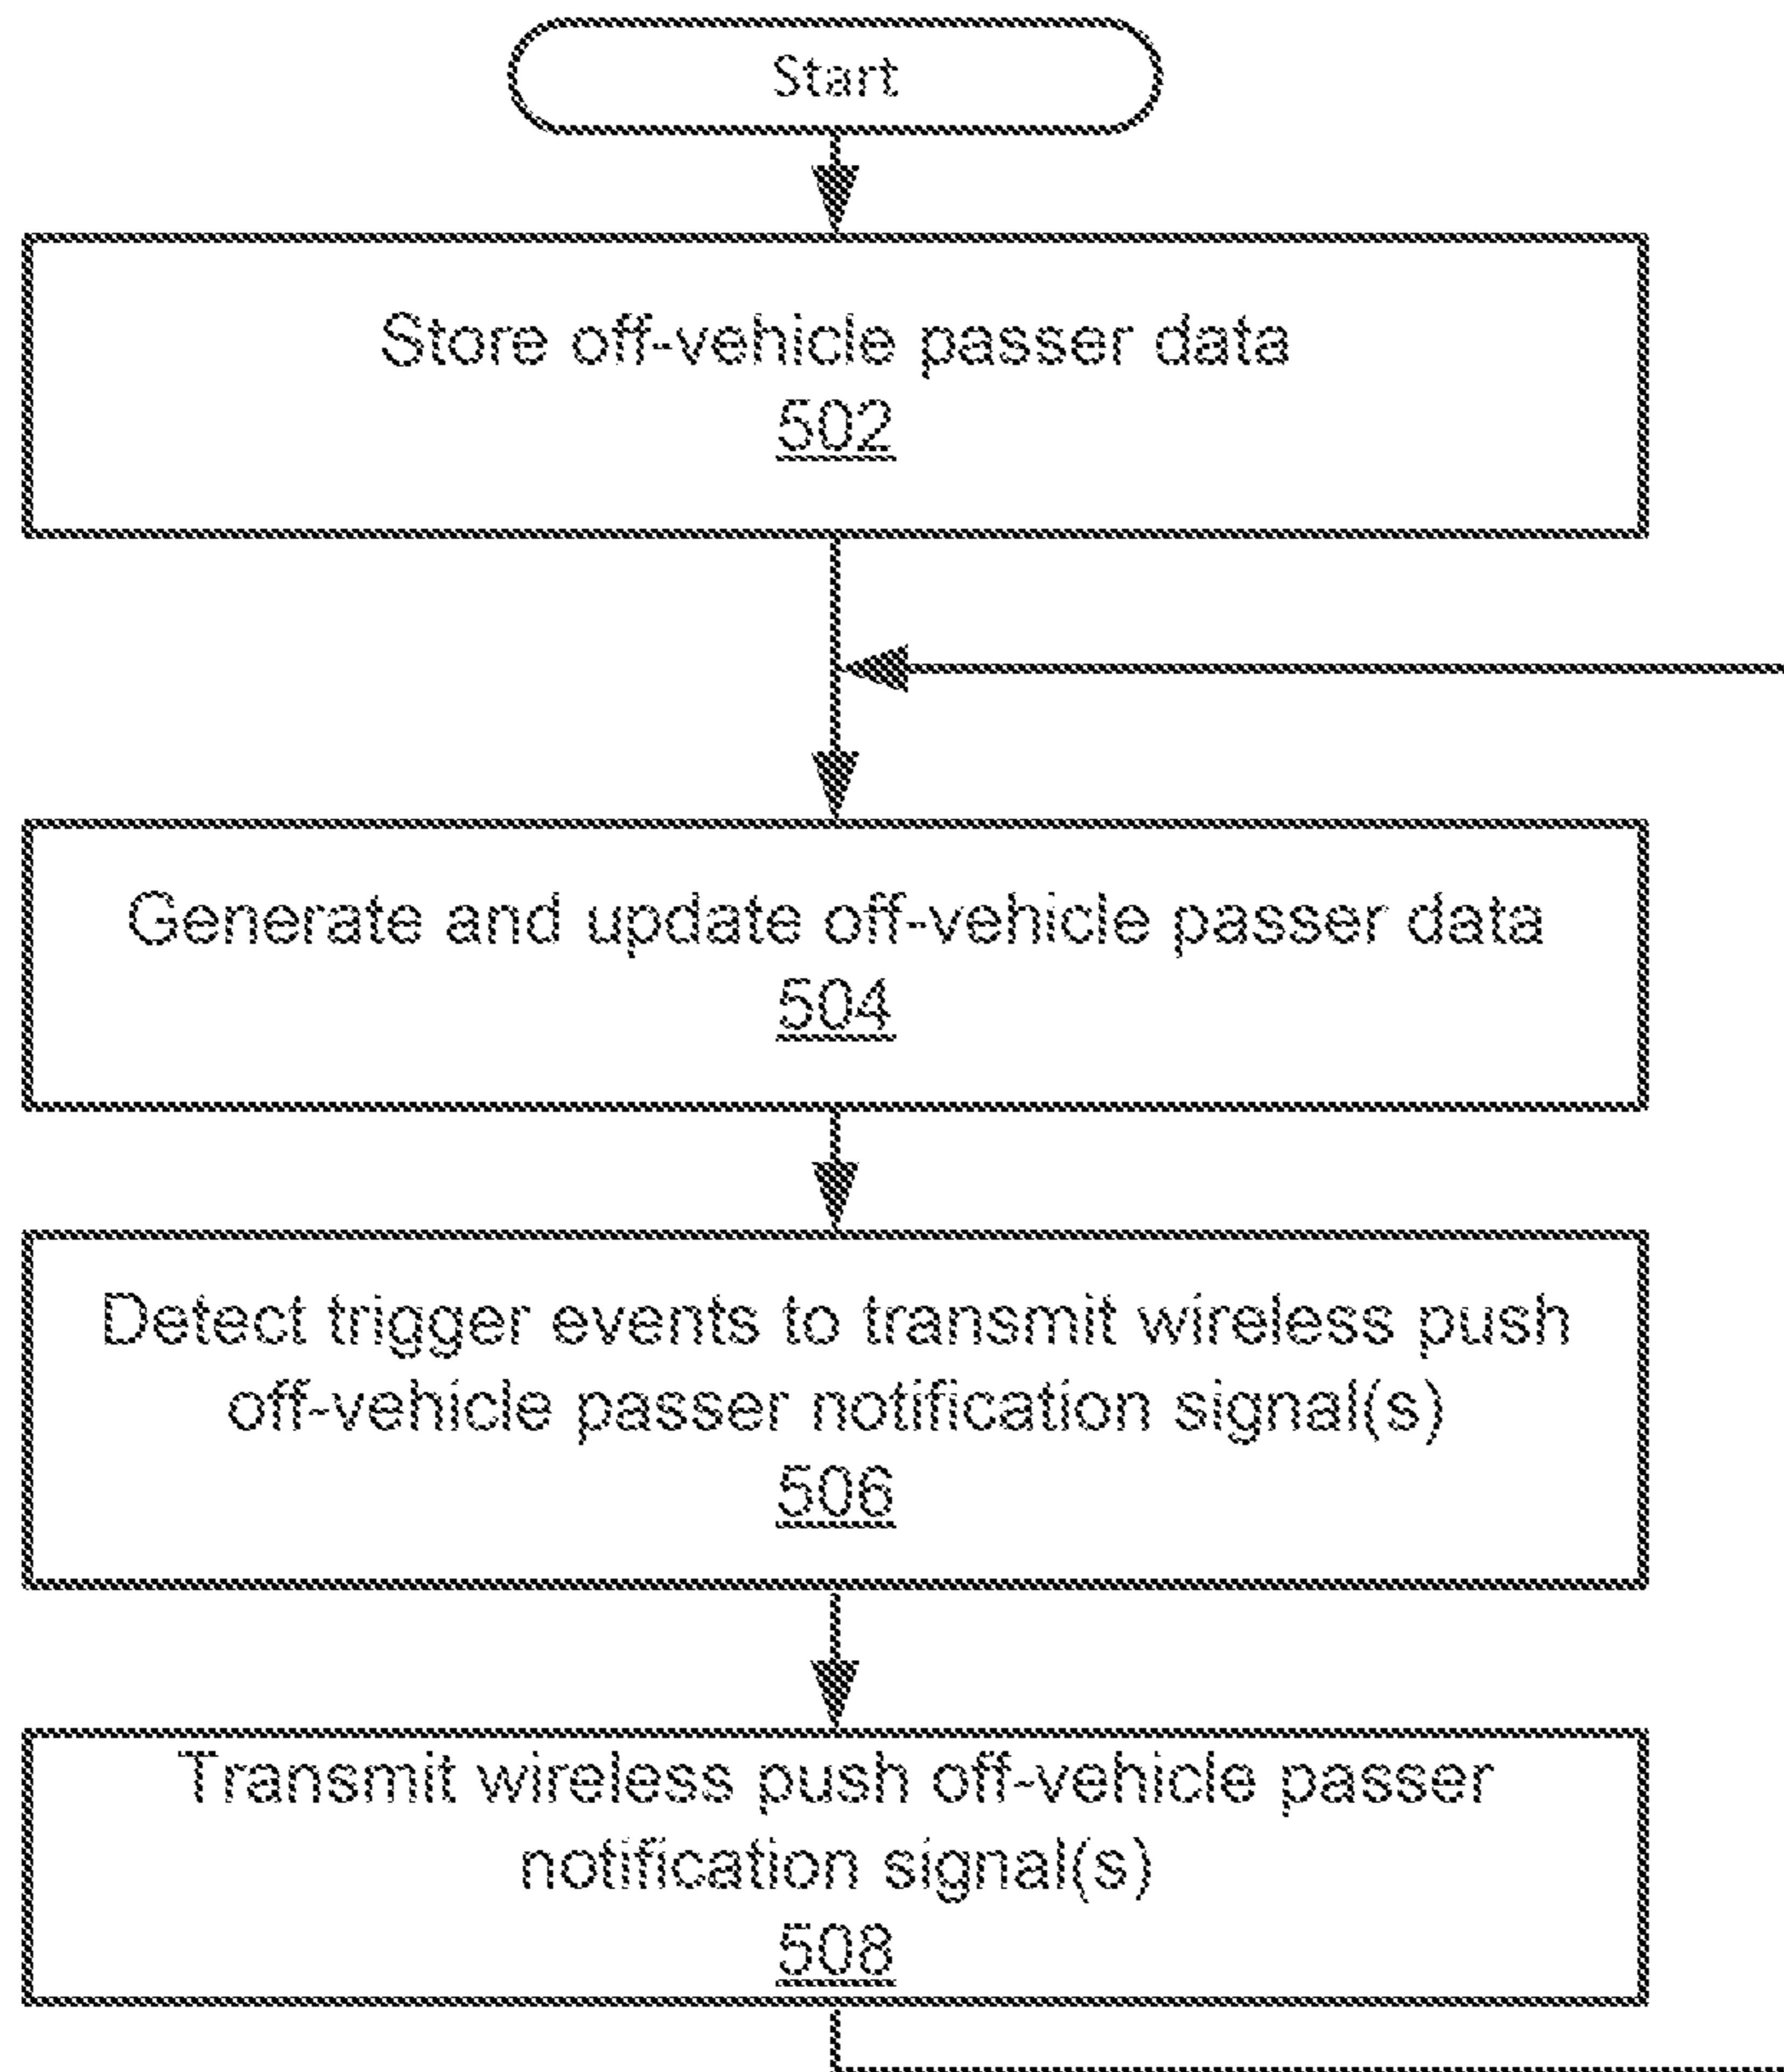 Start
Store off-vehicle passer data
502
Generate and update off-vehicle passer data
504
Detect trigger events to transmit wireless push
off-vehicle passer notification signal(s)
506
Transmit wireless push off-vehicle passer
notification signal(s)
508